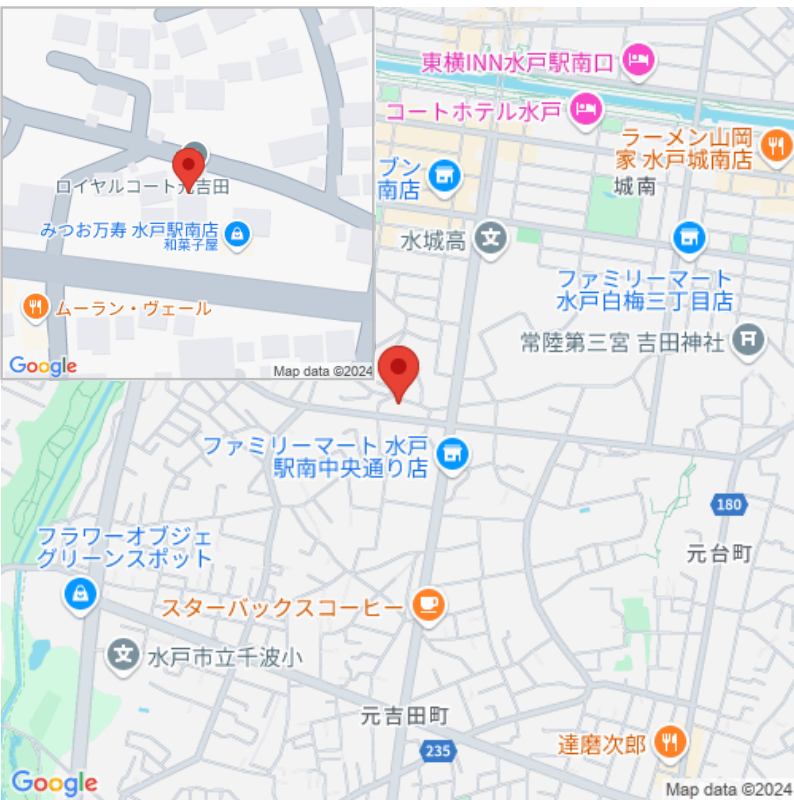 ロイヤルコート元吉田
みつお万寿 水戸駅南店
和菓子屋
ムーラン・ヴェール
Google
Map data ©2024
東横INN水戸駅南口
コートホテル水戸
ラーメン山岡
家 水戸城南店
ブン
南店
城南
水城高
ファミリーマート
水戸白梅三丁目店
常陸第三宮 吉田神社
ファミリーマート 水戸
駅南中央通り店
180
フラワーオブジェ
グリーンスポット
元台町
スターバックスコーヒー
水戸市立千波小
元吉田町
235
達磨次郎
Google
Map data ©2024